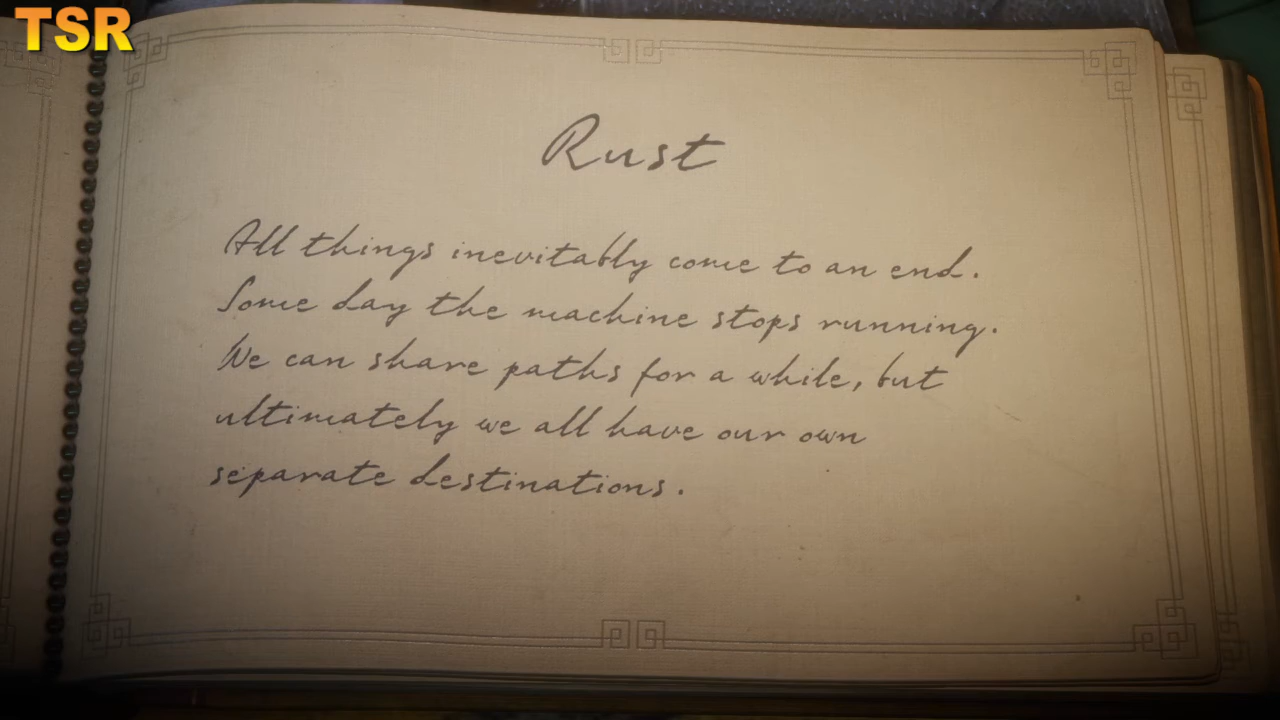 TSR
Rust
All things inevitably come to an end.
Some day the machine stops running.
We can share paths for a while, but
ultimately we all have our own
separate destinations.